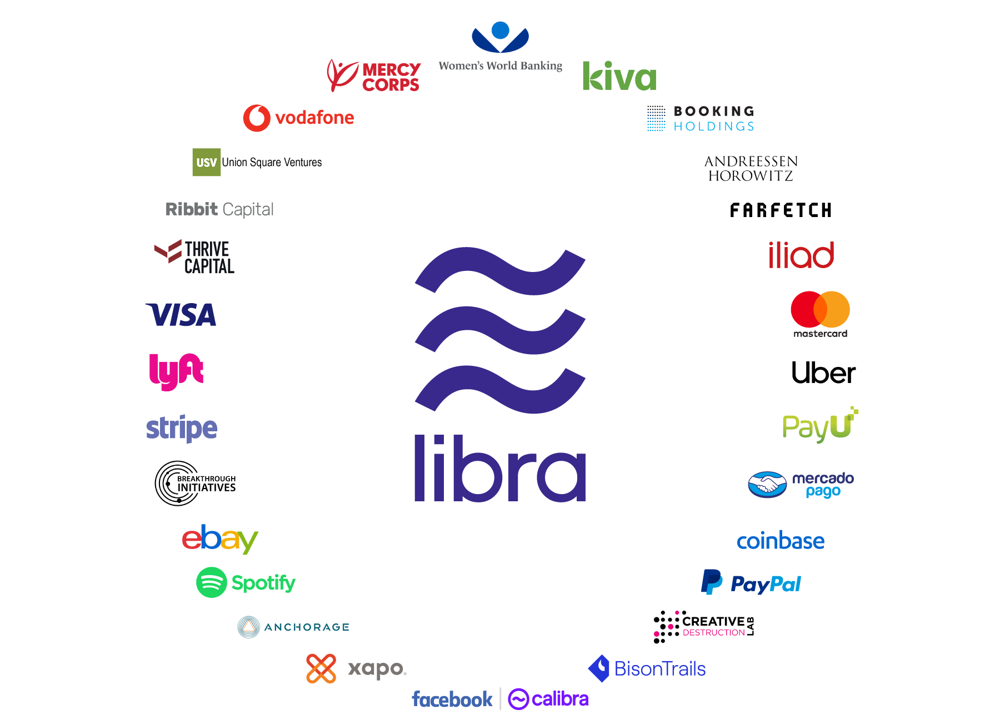 Women's World Banking
MERCY
CORPS
kiva
vodafone
BOOKING
HOLDINGS
USV Union Square Ventures
ANDREESSEN
HOROWITZ
Ribbit Capital
FARFETCH
THRIVE
CAPITAL
iliad
VISA
mastercard
lyft
Uber
stripe
PayU
libra
BREAKTHROUGH
INITIATIVES
mercado
pago
ebay
coinbase
Spotify
PayPal
ANCHORAGE
CREATIVE
DESTRUCTION
LAB
xapo®
BisonTrails
facebook | calibra